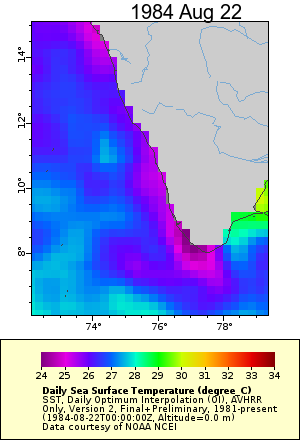 1984 Aug 22
14°
12°
10°
8°
74° 76° 78°
24 25 26 27 28 29 30 31 32 33 34
Daily Sea Surface Temperature (degree_C)
SST, Daily Optimum Interpolation (OI), AVHRR
Only, Version 2, Final+Preliminary, 1981-present
(1984-08-22T00:00:00Z, Altitude=0.0 m)
Data courtesy of NOAA NCEI